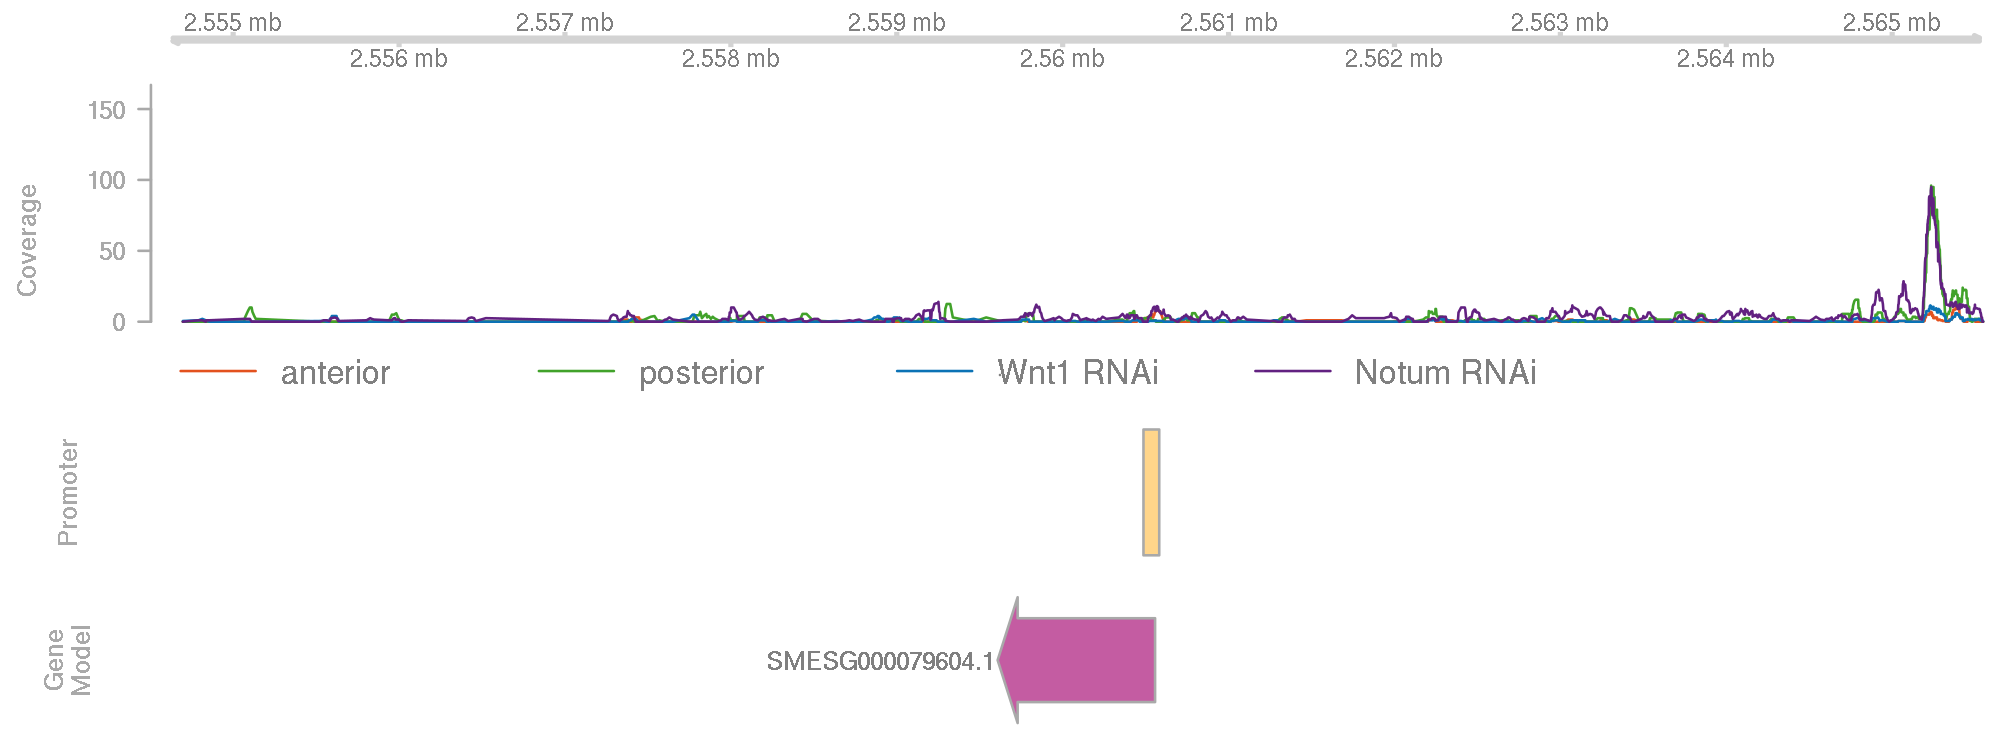 2.555 mb 2.557 mb 2.559 mb 2.561 mb 2.563 mb 2.565 mb
2.556 mb 2.558 mb 2.56 mb 2.562 mb 2.564 mb
150
100
50
0
Coverage
anterior posterior Wnt1 RNAi Notum RNAi
Promoter
Gene
Model
SMESG000079604.1